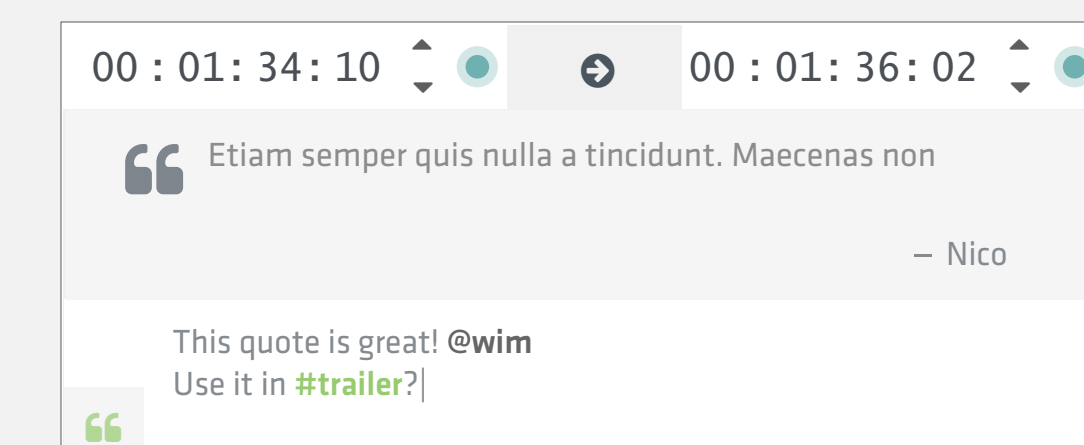 00 : 01: 34: 10 00 : 01: 36: 02
Etiam semper quis nulla a tincidunt. Maecenas non
– Nico
This quote is great! @wim
Use it in #trailer?